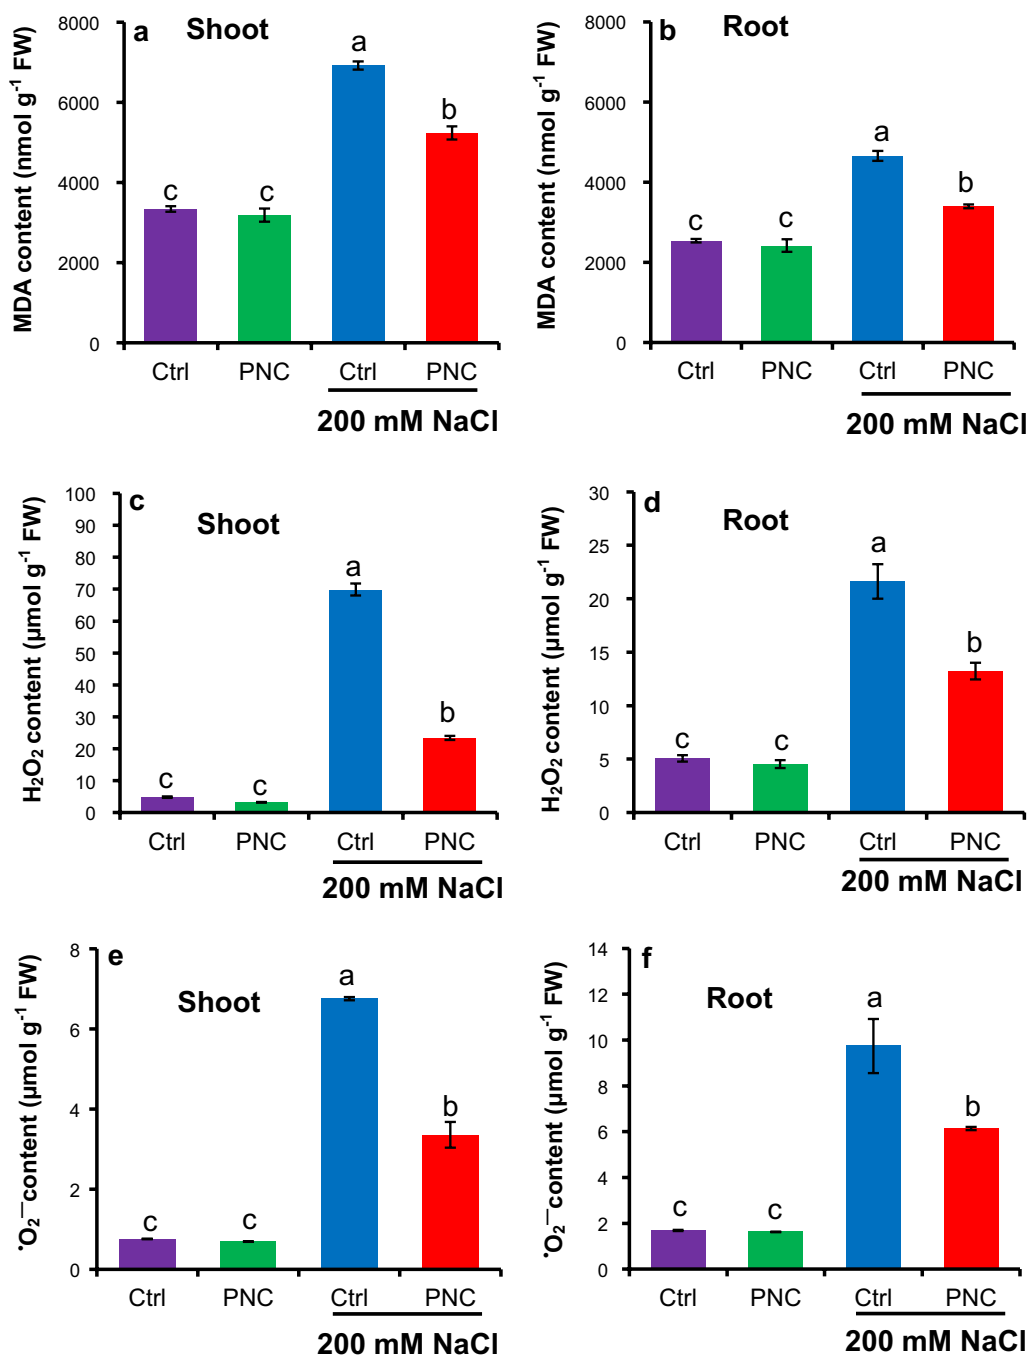 a Shoot
MDA content (nmol g⁻¹ FW)
8000
6000
4000
2000
0
c
c
a
b
Ctrl PNC Ctrl PNC
200 mM NaCl
b Root
MDA content (nmol g⁻¹ FW)
8000
6000
4000
2000
0
c
c
a
b
Ctrl PNC Ctrl PNC
200 mM NaCl
c Shoot
H₂O₂ content (µmol g⁻¹ FW)
100
90
80
70
60
50
40
30
20
10
0
c
c
a
b
Ctrl PNC Ctrl PNC
200 mM NaCl
d Root
H₂O₂ content (µmol g⁻¹ FW)
30
25
20
15
10
5
0
c
c
a
b
Ctrl PNC Ctrl PNC
200 mM NaCl
e Shoot
•O₂⁻ content (µmol g⁻¹ FW)
8
6
4
2
0
c
c
a
b
Ctrl PNC Ctrl PNC
200 mM NaCl
f Root
•O₂⁻ content (µmol g⁻¹ FW)
14
12
10
8
6
4
2
0
c
c
a
b
Ctrl PNC Ctrl PNC
200 mM NaCl